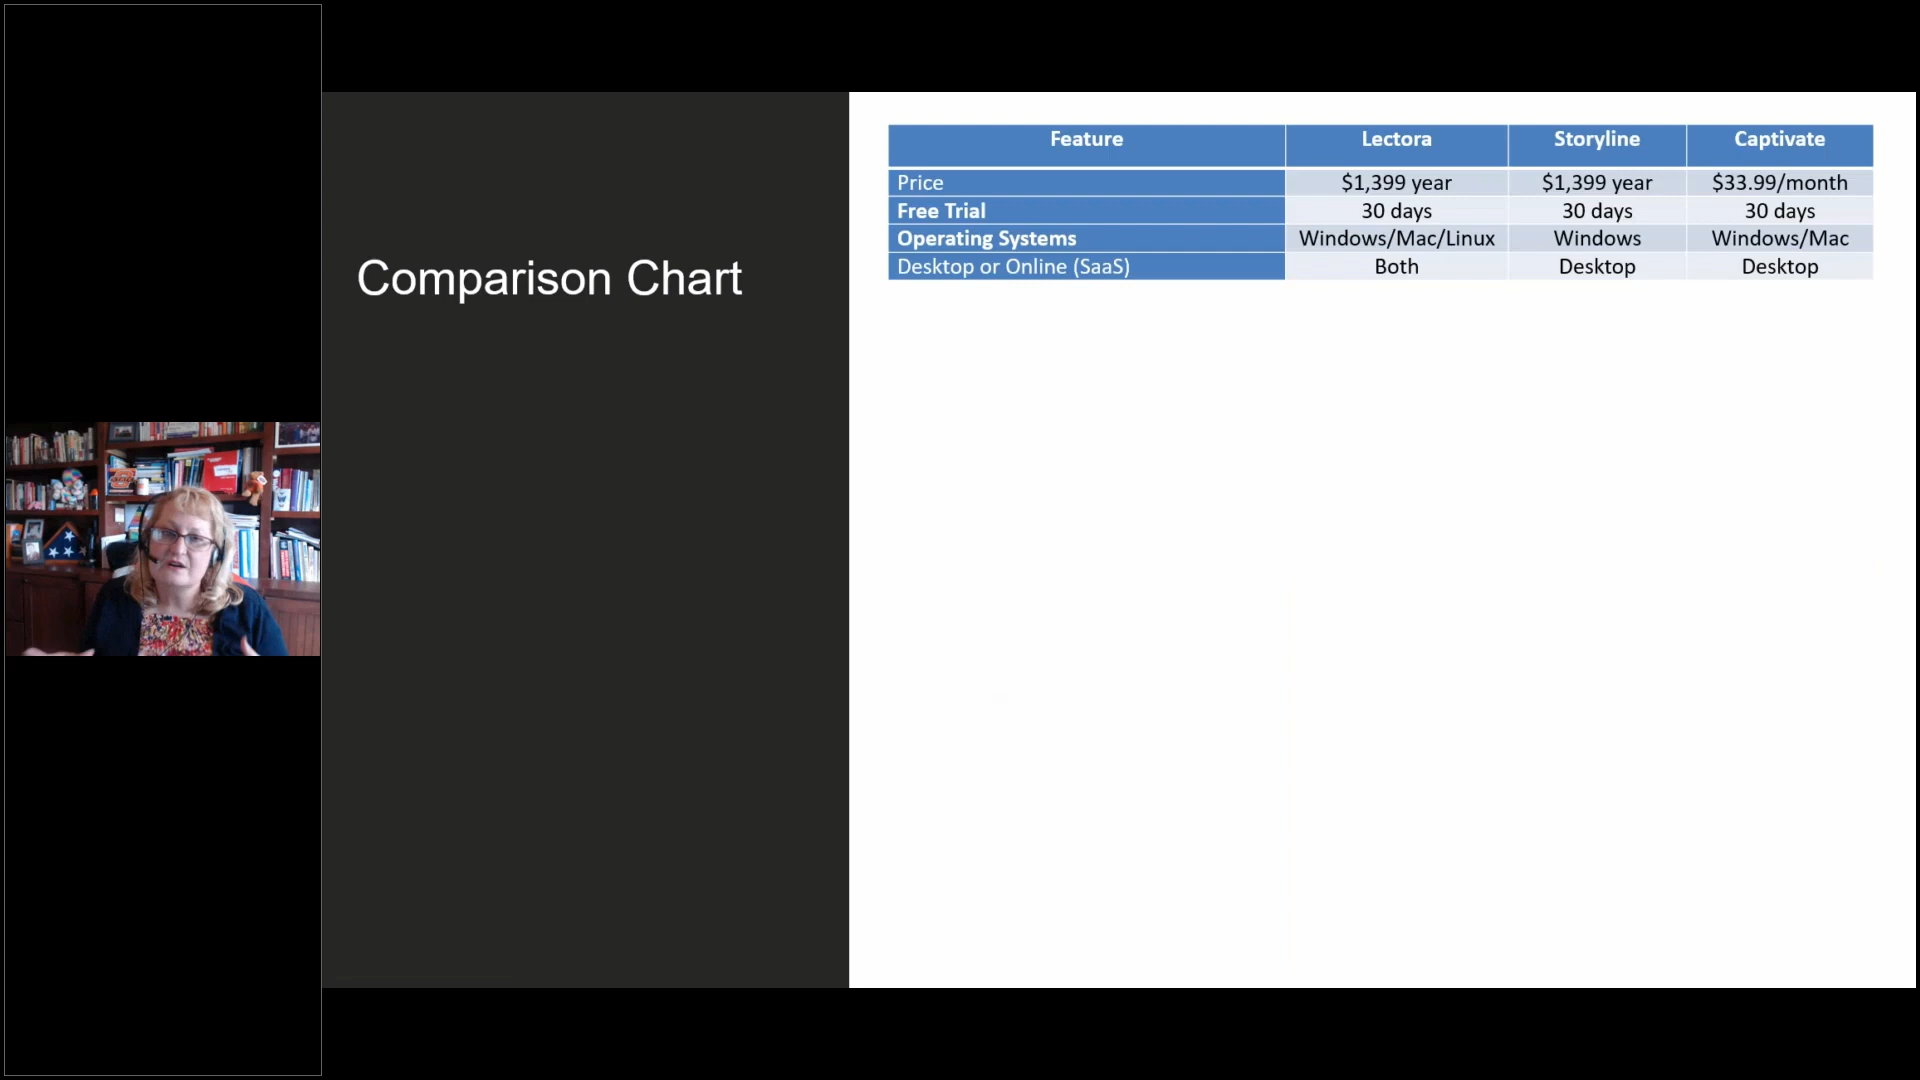 Comparison Chart
Feature Lectora Storyline Captivate
Price $1,399 year $1,399 year $33.99/month
Free Trial 30 days 30 days 30 days
Operating Systems Windows/Mac/Linux Windows Windows/Mac
Desktop or Online (SaaS) Both Desktop Desktop